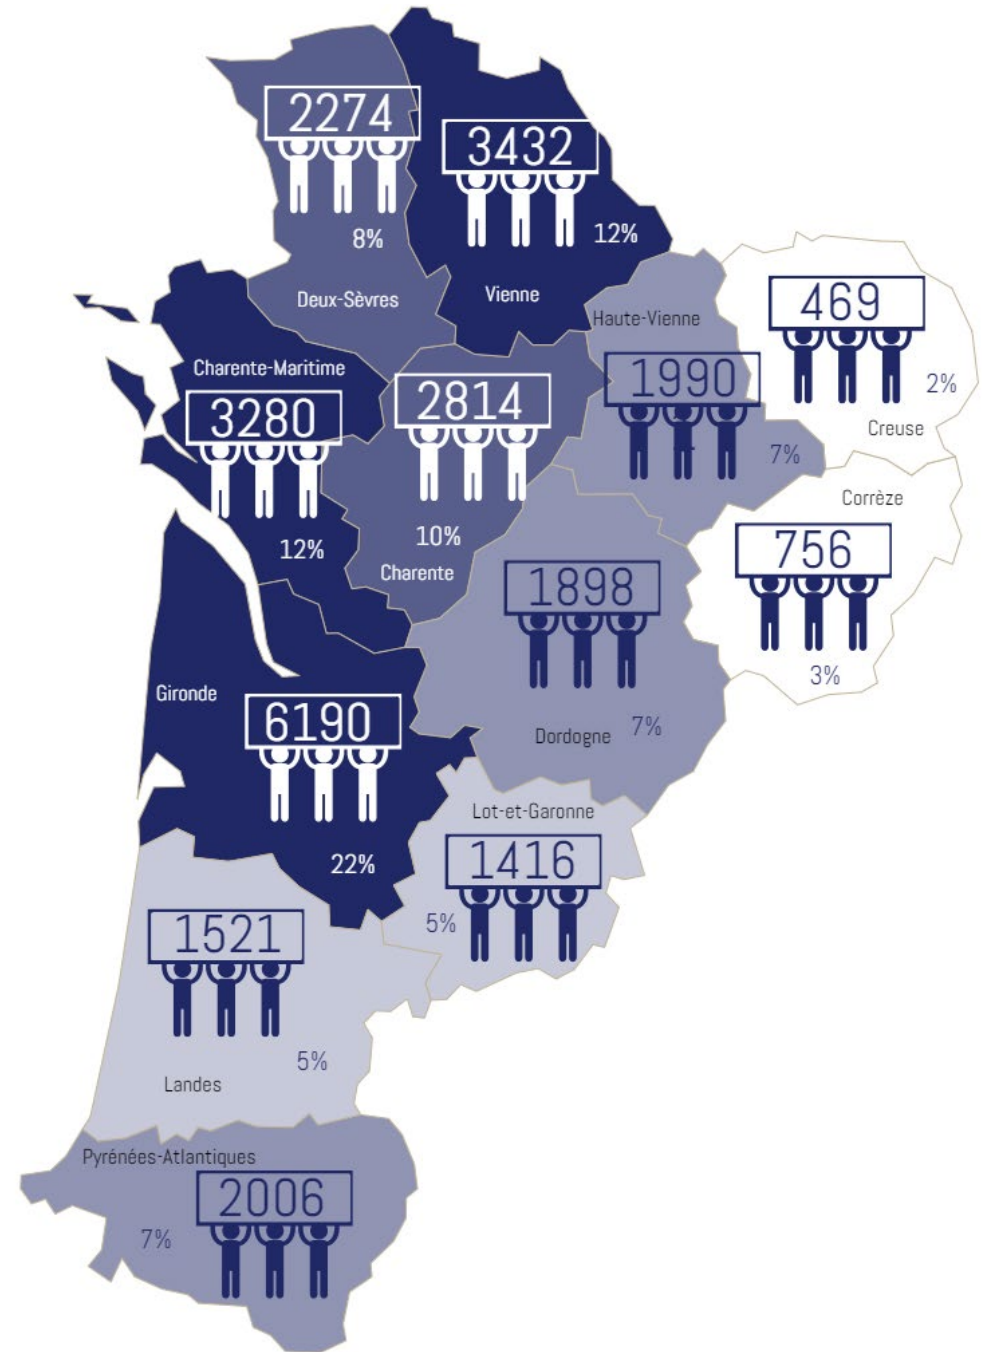 2274
8%
Deux-Sèvres
3432
12%
Vienne
Haute-Vienne
1990
7%
469
2%
Creuse
Charente-Maritime
3280
12%
2814
10%
Charente
Corrèze
756
3%
1898
Dordogne 7%
Gironde
6190
22%
Lot-et-Garonne
1416
5%
1521
5%
Landes
Pyrénées-Atlantiques
2006
7%